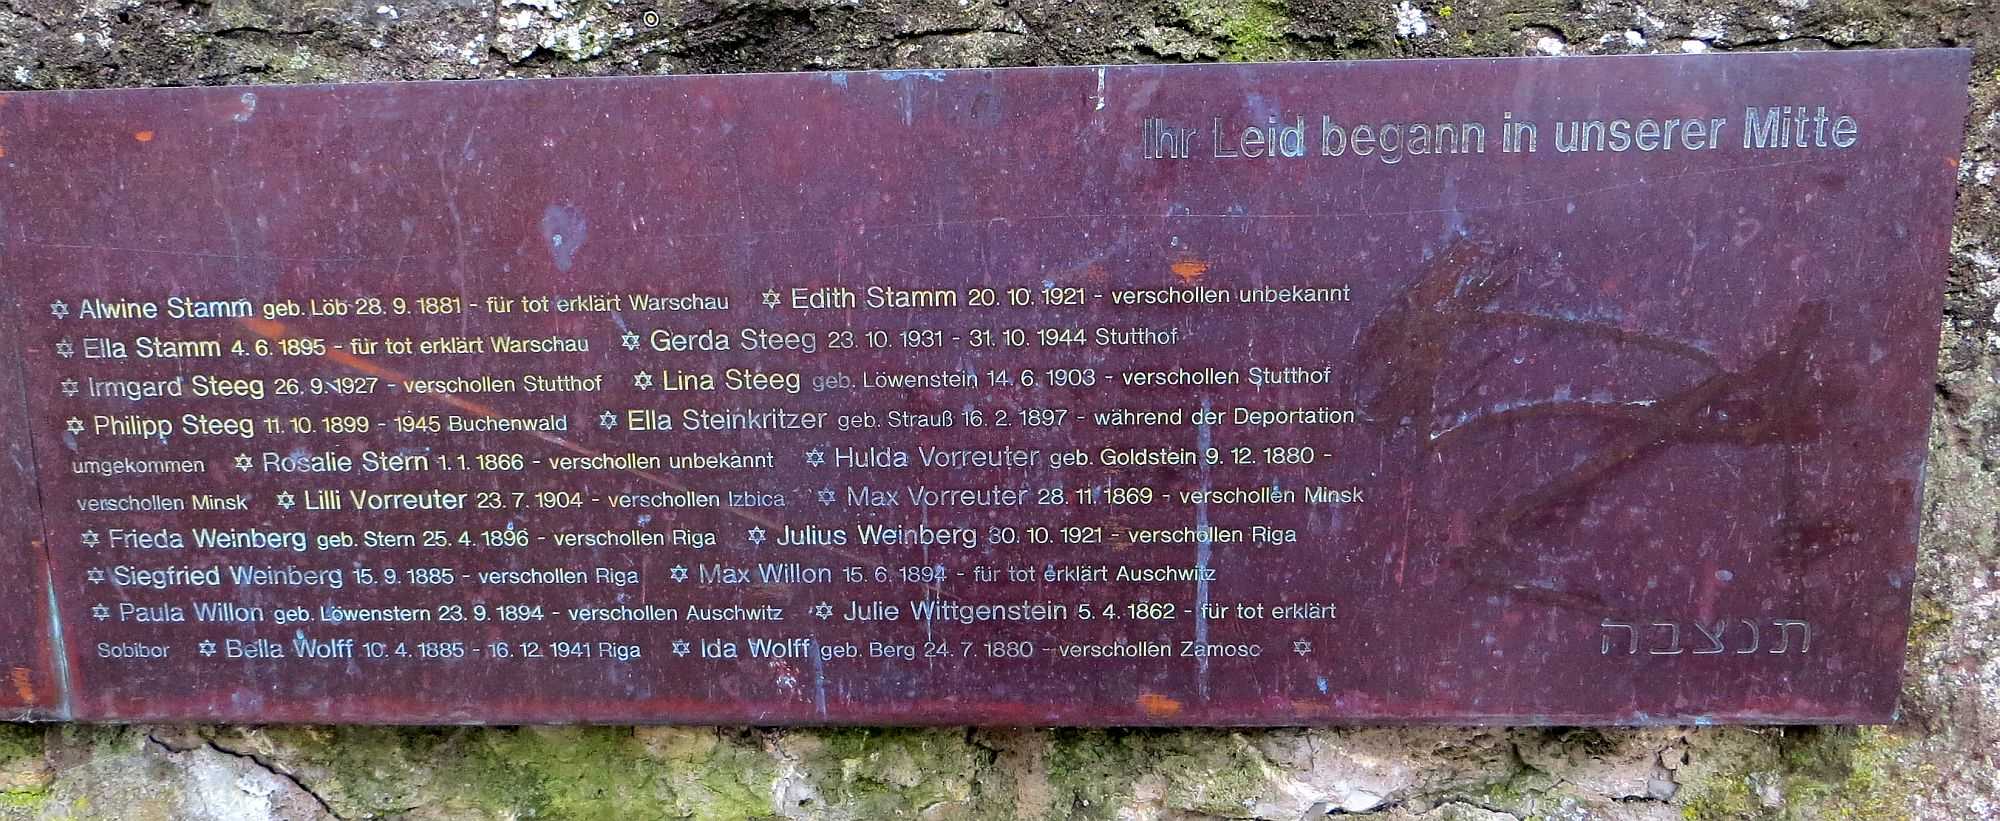 Ihr Leid begann in unserer Mitte
✡ Alwine Stamm geb. Löb 28. 9. 1881 - für tot erklärt Warschau ✡ Edith Stamm 20. 10. 1921 - verschollen unbekannt
✡ Ella Stamm 4. 6. 1895 - für tot erklärt Warschau ✡ Gerda Steeg 23. 10. 1931 - 31. 10. 1944 Stutthof
✡ Irmgard Steeg 26. 9. 1927 - verschollen Stutthof ✡ Lina Steeg geb. Löwenstein 14. 6. 1903 - verschollen Stutthof
✡ Philipp Steeg 11. 10. 1899 - 1945 Buchenwald ✡ Ella Steinkritzer geb. Strauß 16. 2. 1897 - während der Deportation
umgekommen ✡ Rosalie Stern 1. 1. 1866 - verschollen unbekannt ✡ Hulda Vorreuter geb. Goldstein 9. 12. 1880 -
verschollen Minsk ✡ Lilli Vorreuter 23. 7. 1904 - verschollen Izbica ✡ Max Vorreuter 28. 11. 1869 - verschollen Minsk
✡ Frieda Weinberg geb. Stern 25. 4. 1896 - verschollen Riga ✡ Julius Weinberg 30. 10. 1921 - verschollen Riga
✡ Siegfried Weinberg 15. 9. 1885 - verschollen Riga ✡ Max Willon 15. 6. 1894 - für tot erklärt Auschwitz
✡ Paula Willon geb. Löwenstern 23. 9. 1894 - verschollen Auschwitz ✡ Julie Wittgenstein 5. 4. 1862 - für tot erklärt
Sobibor ✡ Bella Wolff 10. 4. 1885 - 16. 12. 1941 Riga ✡ Ida Wolff geb. Berg 24. 7. 1880 - verschollen Zamosc ✡
תנצבה